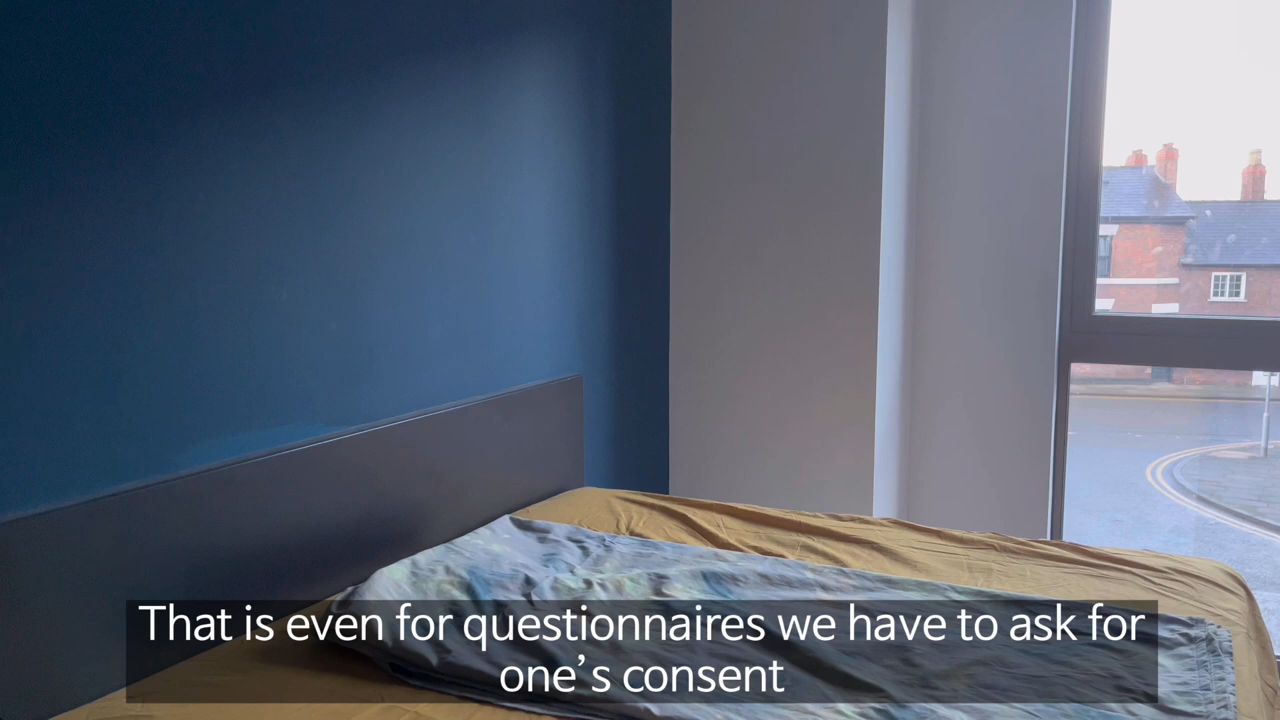 That is even for questionnaires we have to ask for
one’s consent